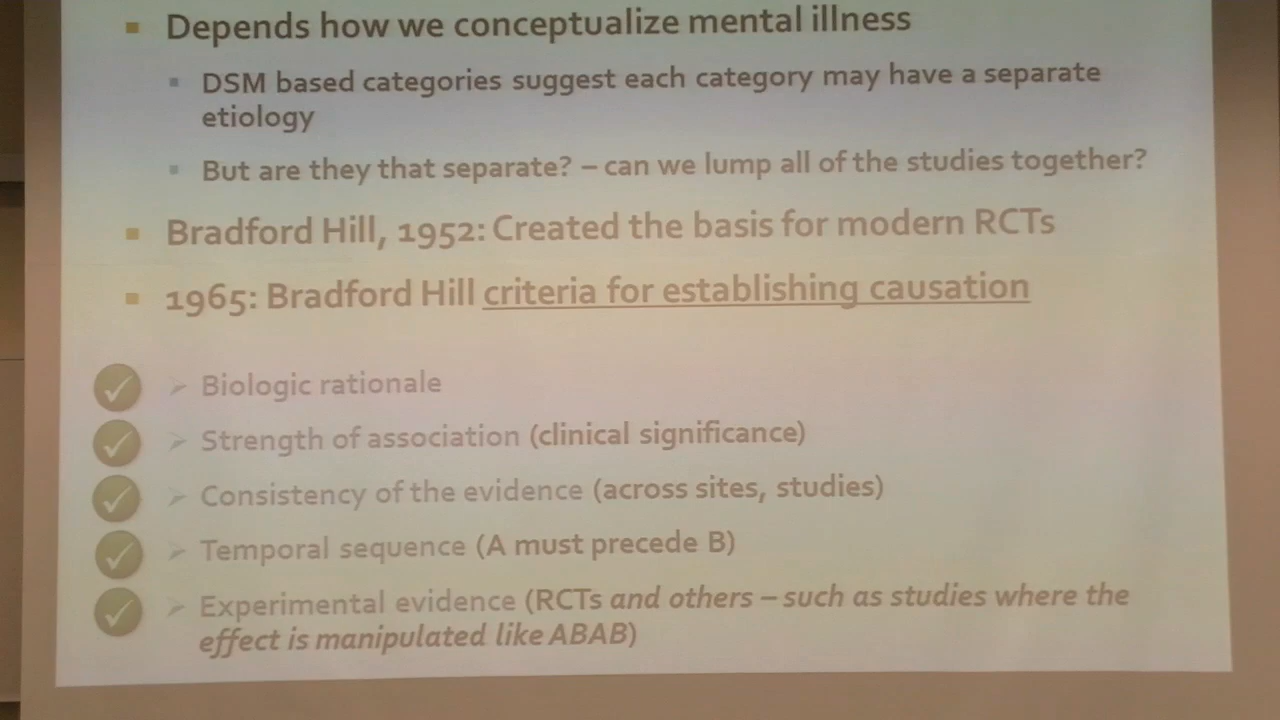 Depends how we conceptualize mental illness
DSM based categories suggest each category may have a separate
etiology
But are they that separate? – can we lump all of the studies together?
Bradford Hill, 1952: Created the basis for modern RCTs
1965: Bradford Hill criteria for establishing causation
Biologic rationale
Strength of association (clinical significance)
Consistency of the evidence (across sites, studies)
Temporal sequence (A must precede B)
Experimental evidence (RCTs and others – such as studies where the
effect is manipulated like ABAB)